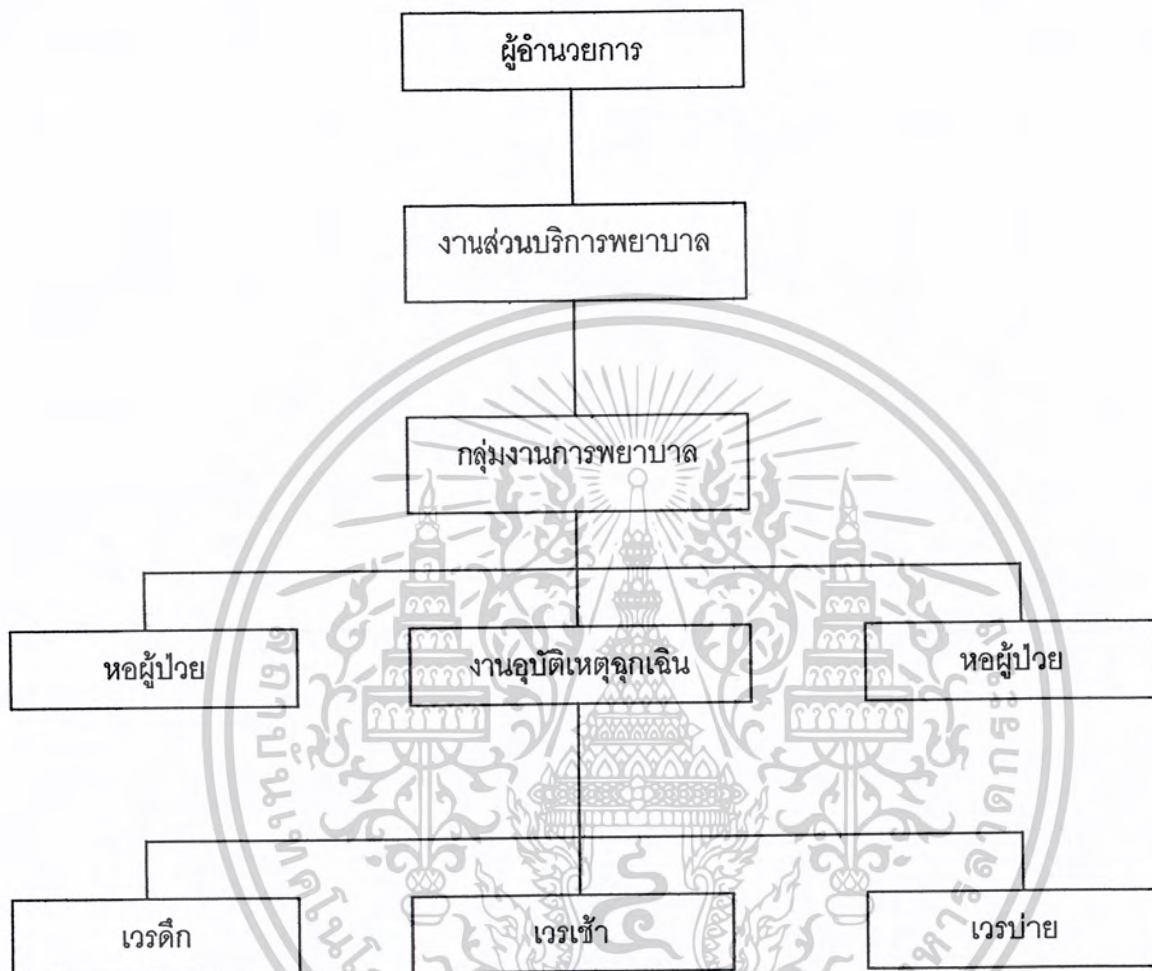 ผู้อำนวยการ
งานส่วนบริการพยาบาล
กลุ่มงานการพยาบาล
หอผู้ป่วย
งานอุบัติเหตุฉุกเฉิน
หอผู้ป่วย
เวรดึก
เวรเช้า
เวรบ่าย